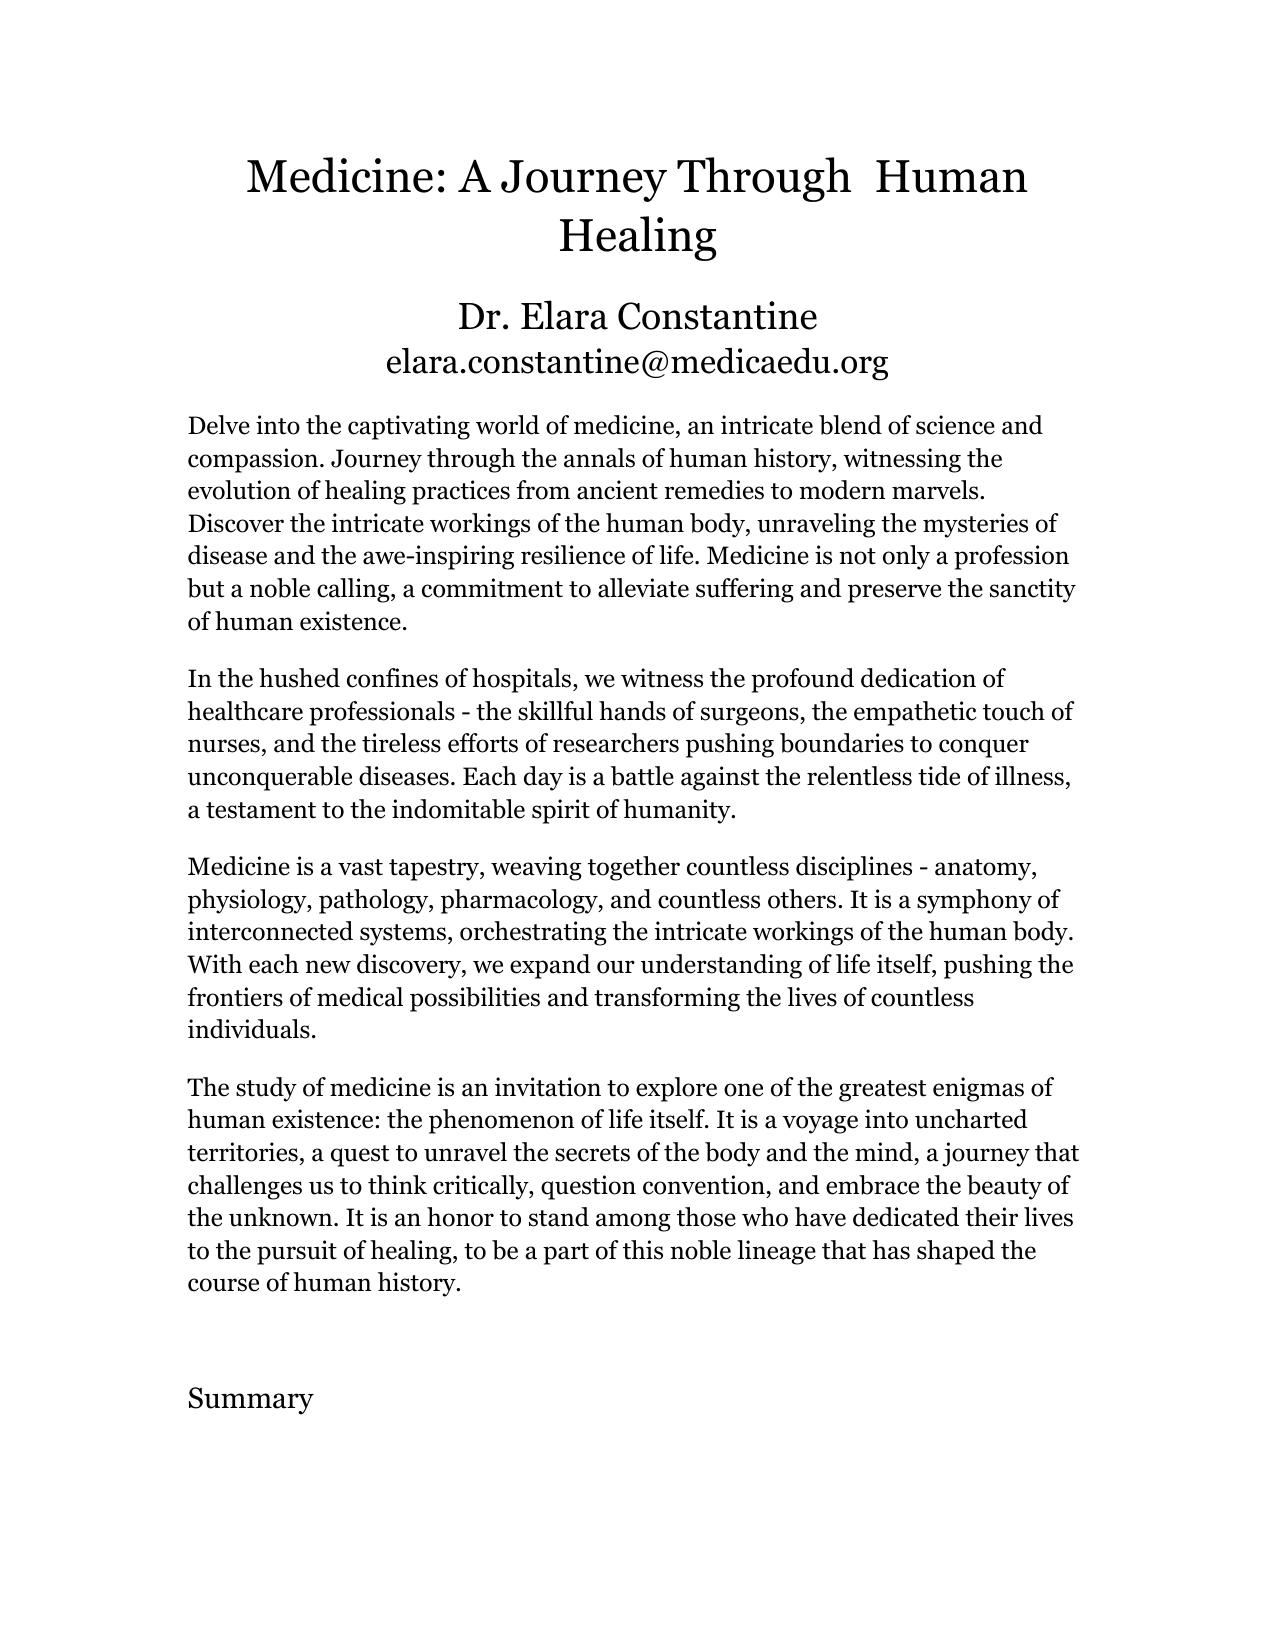 Medicine: A Journey Through  Human
Healing
Dr. Elara Constantine
elara.constantine@medicaedu.org
Delve into the captivating world of medicine, an intricate blend of science and
compassion. Journey through the annals of human history, witnessing the
evolution of healing practices from ancient remedies to modern marvels.
Discover the intricate workings of the human body, unraveling the mysteries of
disease and the awe-inspiring resilience of life. Medicine is not only a profession
but a noble calling, a commitment to alleviate suffering and preserve the sanctity
of human existence.
In the hushed confines of hospitals, we witness the profound dedication of
healthcare professionals - the skillful hands of surgeons, the empathetic touch of
nurses, and the tireless efforts of researchers pushing boundaries to conquer
unconquerable diseases. Each day is a battle against the relentless tide of illness,
a testament to the indomitable spirit of humanity.
Medicine is a vast tapestry, weaving together countless disciplines - anatomy,
physiology, pathology, pharmacology, and countless others. It is a symphony of
interconnected systems, orchestrating the intricate workings of the human body.
With each new discovery, we expand our understanding of life itself, pushing the
frontiers of medical possibilities and transforming the lives of countless
individuals.
The study of medicine is an invitation to explore one of the greatest enigmas of
human existence: the phenomenon of life itself. It is a voyage into uncharted
territories, a quest to unravel the secrets of the body and the mind, a journey that
challenges us to think critically, question convention, and embrace the beauty of
the unknown. It is an honor to stand among those who have dedicated their lives
to the pursuit of healing, to be a part of this noble lineage that has shaped the
course of human history.
Summary